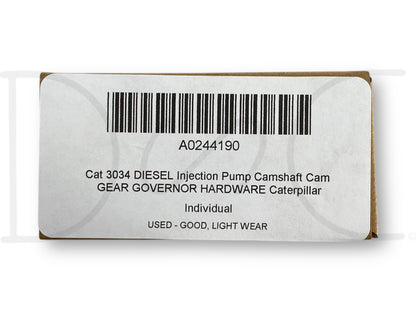 A0244190
Cat 3034 DIESEL Injection Pump Camshaft Cam
GEAR GOVERNOR HARDWARE Caterpillar
Individual
USED - GOOD, LIGHT WEAR